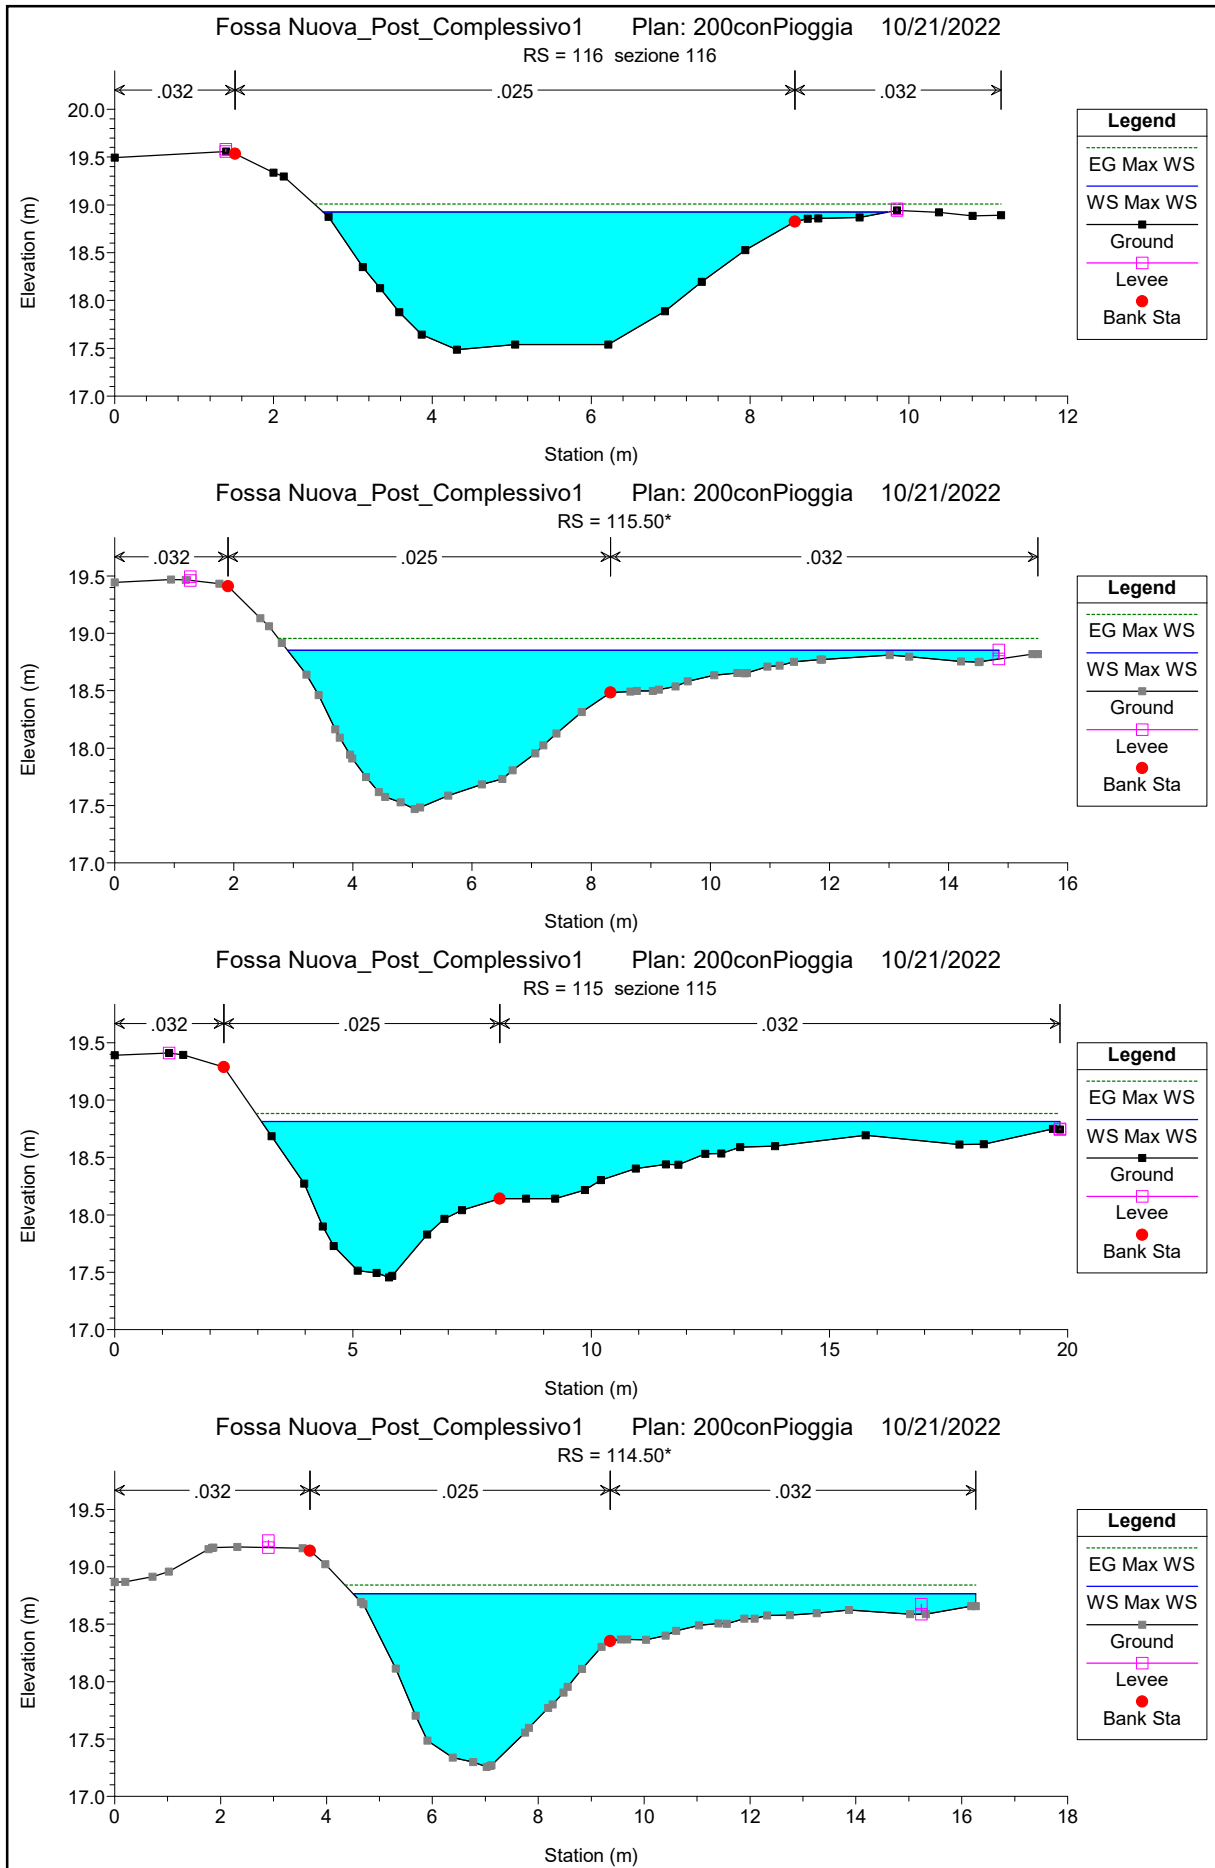 Fossa Nuova_Post_Complessivo1 Plan: 200conPioggia 10/21/2022
RS = 116 sezione 116
.032 .025 .032
20.0
19.5
19.0
18.5
18.0
17.5
17.0
Elevation (m)
0 2 4 6 8 10 12
Station (m)
Legend
EG Max WS
WS Max WS
Ground
Levee
Bank Sta
Fossa Nuova_Post_Complessivo1 Plan: 200conPioggia 10/21/2022
RS = 115.50*
.032 .025 .032
19.5
19.0
18.5
18.0
17.5
17.0
Elevation (m)
0 2 4 6 8 10 12 14 16
Station (m)
Legend
EG Max WS
WS Max WS
Ground
Levee
Bank Sta
Fossa Nuova_Post_Complessivo1 Plan: 200conPioggia 10/21/2022
RS = 115 sezione 115
.032 .025 .032
19.5
19.0
18.5
18.0
17.5
17.0
Elevation (m)
0 5 10 15 20
Station (m)
Legend
EG Max WS
WS Max WS
Ground
Levee
Bank Sta
Fossa Nuova_Post_Complessivo1 Plan: 200conPioggia 10/21/2022
RS = 114.50*
.032 .025 .032
19.5
19.0
18.5
18.0
17.5
17.0
Elevation (m)
0 2 4 6 8 10 12 14 16 18
Station (m)
Legend
EG Max WS
WS Max WS
Ground
Levee
Bank Sta